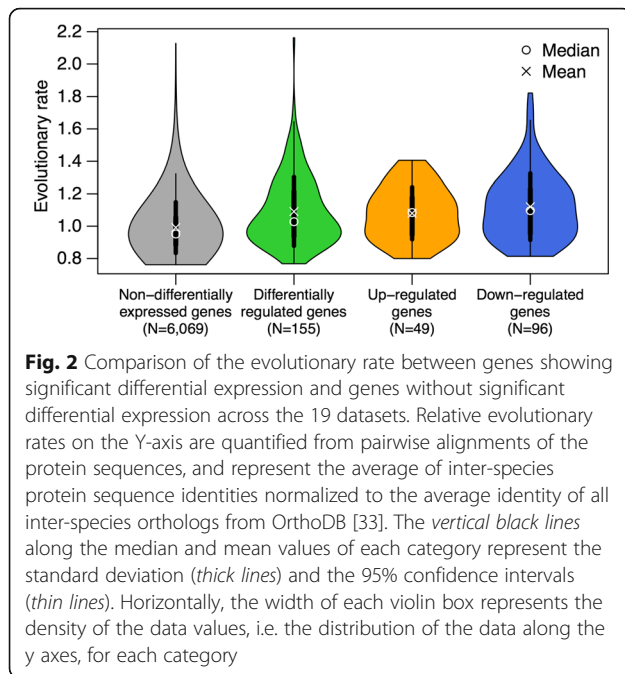 2.2
2.0
1.8
1.6
1.4
1.2
1.0
0.8
Evolutionary rate
Median
Mean
Non−differentially
expressed genes
(N=6,069)
Differentially
regulated genes
(N=155)
Up−regulated
genes
(N=49)
Down−regulated
genes
(N=96)
Fig. 2 Comparison of the evolutionary rate between genes showing
significant differential expression and genes without significant
differential expression across the 19 datasets. Relative evolutionary
rates on the Y-axis are quantified from pairwise alignments of the
protein sequences, and represent the average of inter-species
protein sequence identities normalized to the average identity of all
inter-species orthologs from OrthoDB [33]. The vertical black lines
along the median and mean values of each category represent the
standard deviation (thick lines) and the 95% confidence intervals
(thin lines). Horizontally, the width of each violin box represents the
density of the data values, i.e. the distribution of the data along the
y axes, for each category